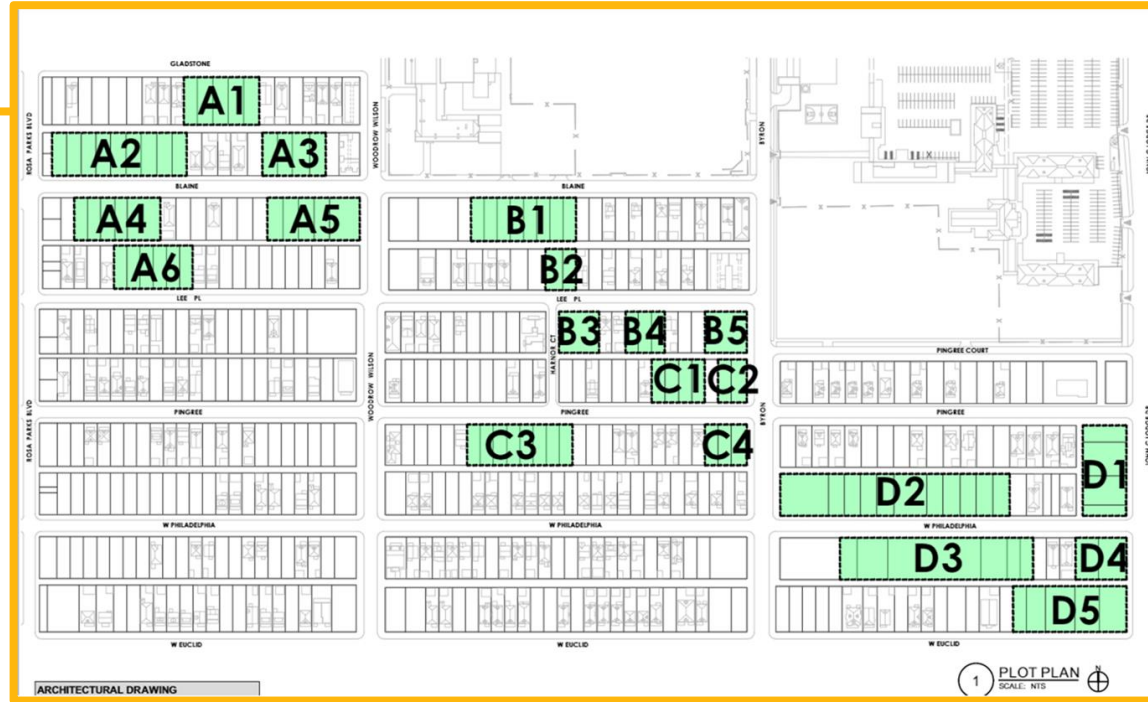 GLADSTONE
A1
ROSA PARKS BLVD
A2
A3
WOODROW WILSON
BYRON
BLAINE
BLAINE
A4
A5
B1
A6
B2
LEE PL
LEE PL
B3
B4
B5
HARNOR CT
PINGREE COURT
WOODROW WILSON
C1
C2
ROSA PARKS BLVD
PINGREE
PINGREE
BYRON
PINGREE
C3
C4
D1
D2
W PHILADELPHIA
W PHILADELPHIA
W PHILADELPHIA
D3
D4
D5
W EUCLID
W EUCLID
W EUCLID
ARCHITECTURAL DRAWING
1
PLOT PLAN
SCALE: NTS
N